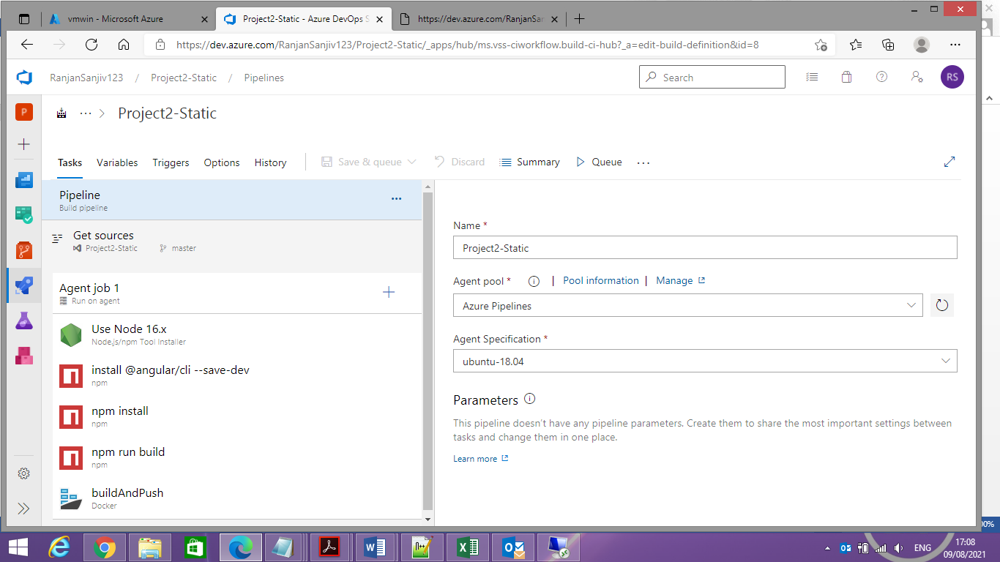 vmwin - Microsoft Azure
Project2-Static - Azure DevOps S
https://dev.azure.com/RanjanSar
https://dev.azure.com/RanjanSanjiv123/Project2-Static/_apps/hub/ms.vss-ciworkflow.build-ci-hub?_a=edit-build-definition&id=8
RanjanSanjiv123 / Project2-Static / Pipelines
Search
RS
P
... > Project2-Static
Tasks Variables Triggers Options History Save & queue Discard Summary Queue ...
Pipeline
Build pipeline
Get sources
Project2-Static master
Agent job 1
Run on agent
Use Node 16.x
Node.js/npm Tool Installer
install @angular/cli --save-dev
npm
npm install
npm
npm run build
npm
buildAndPush
Docker
Name *
Project2-Static
Agent pool * | Pool information | Manage
Azure Pipelines
Agent Specification *
ubuntu-18.04
Parameters
This pipeline doesn't have any pipeline parameters. Create them to share the most important settings between
tasks and change them in one place.
Learn more
00%
ENG
17:08
09/08/2021